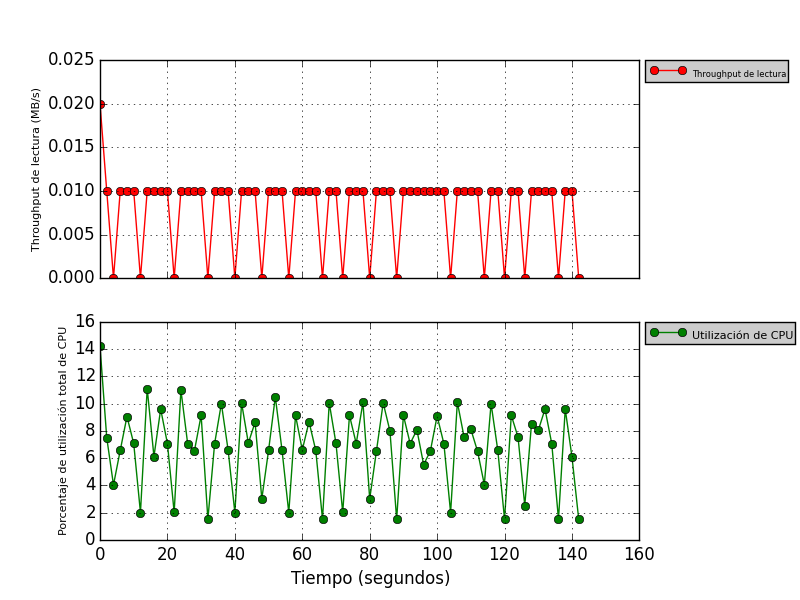 0.025
0.020
0.015
0.010
0.005
0.000
Throughput de lectura (MB/s)
Throughput de lectura
16
14
12
10
8
6
4
2
0
Porcentaje de utilización total de CPU
Utilización de CPU
0 20 40 60 80 100 120 140 160
Tiempo (segundos)